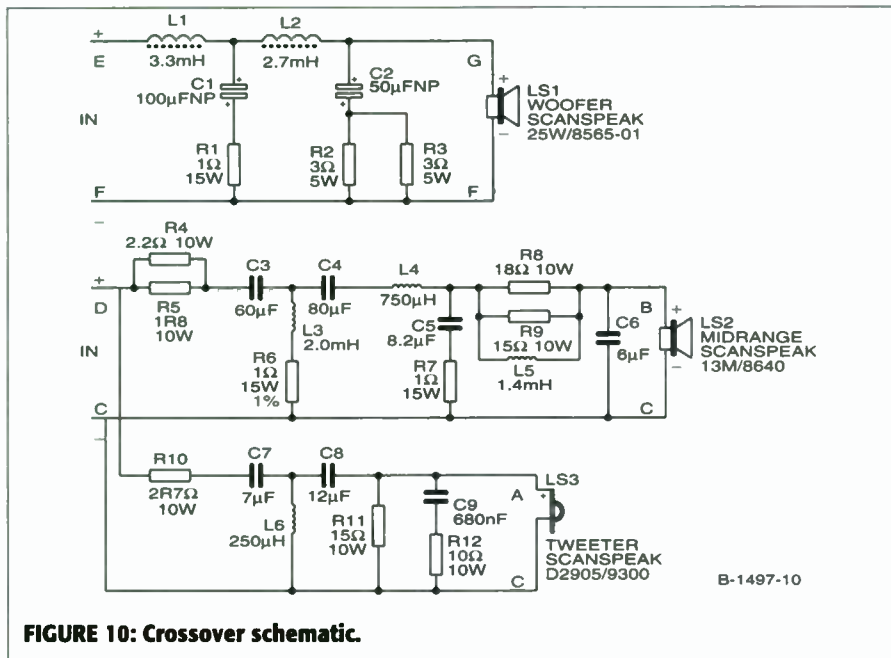 L1
L2
+
E
3.3mH
2.7mH
G
+
C1
100µFNP
C2
50µFNP
LS1
WOOFER
SCANSPEAK
25W/8565-01
IN
R1
1Ω
15W
R2
3Ω
5W
R3
3Ω
5W
−
F
F
−
R4
2.2Ω 10W
+
D
R5
1R8
10W
C3
60µF
C4
80µF
L4
750µH
R8
18Ω 10W
B
+
IN
L3
2.0mH
C5
8.2µF
R9
15Ω 10W
L5
1.4mH
C6
6µF
LS2
MIDRANGE
SCANSPEAK
13M/8640
−
R6
1Ω
15W
1%
R7
1Ω
15W
C
C
−
R10
2R7Ω
10W
C7
7µF
C8
12µF
LS3
A
+
L6
250µH
R11
15Ω
10W
C9
680nF
R12
10Ω
10W
TWEETER
SCANSPEAK
D2905/9300
C
B-1497-10
FIGURE 10: Crossover schematic.